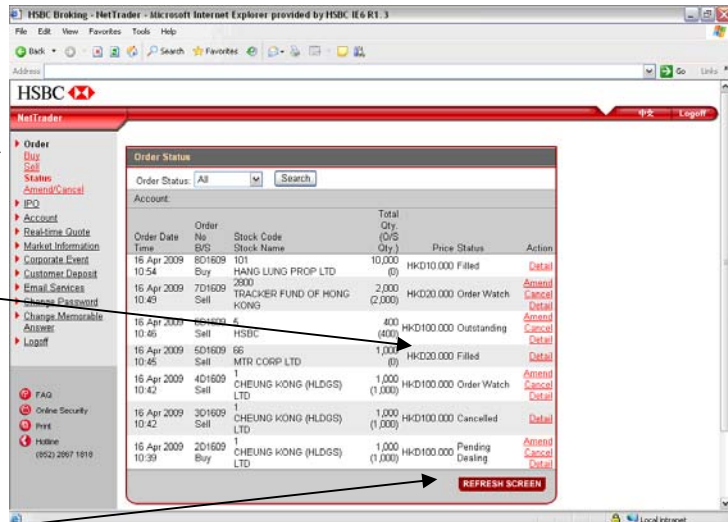 HSBC Broking - NetTrader - Microsoft Internet Explorer provided by HSBC IE6 R1.3
File Edit View Favorites Tools Help
Back Search Favorites
Address Go Links
HSBC
NetTrader 中文 Logoff
Order
Buy
Sell
Status
Amend/Cancel
IPO
Account
Real-time Quote
Market Information
Corporate Event
Customer Deposit
Email Services
Change Password
Change Memorable
Answer
Logoff
FAQ
Online Security
Print
Hotline
(852) 2867 1818
Order Status
Order Status: All Search
Account:
Total
Order Qty.
Order Date No Stock Code (O/S
Time B/S Stock Name Qty.) Price Status Action
16 Apr 2009 8D1609 101 10,000 HKD10.000 Filled Detail
10:54 Buy HANG LUNG PROP LTD (0)
16 Apr 2009 7D1609 2800 2,000 HKD20.000 Order Watch Amend
10:49 Sell TRACKER FUND OF HONG (2,000) Cancel
KONG Detail
16 Apr 2009 5 400 HKD100.000 Outstanding Amend
10:46 Sell HSBC (400) Cancel
Detail
16 Apr 2009 5D1609 66 1,000 HKD20.000 Filled Detail
10:45 Sell MTR CORP LTD (0)
16 Apr 2009 4D1609 1 1,000 HKD100.000 Order Watch Amend
10:42 Sell CHEUNG KONG (HLDGS) (1,000) Cancel
LTD Detail
16 Apr 2009 3D1609 1 1,000 HKD100.000 Cancelled Detail
10:42 Sell CHEUNG KONG (HLDGS) (1,000)
LTD
16 Apr 2009 2D1609 1 1,000 HKD100.000 Pending Amend
10:39 Buy CHEUNG KONG (HLDGS) (1,000) Dealing Cancel
LTD Detail
REFRESH SCREEN
Local intranet